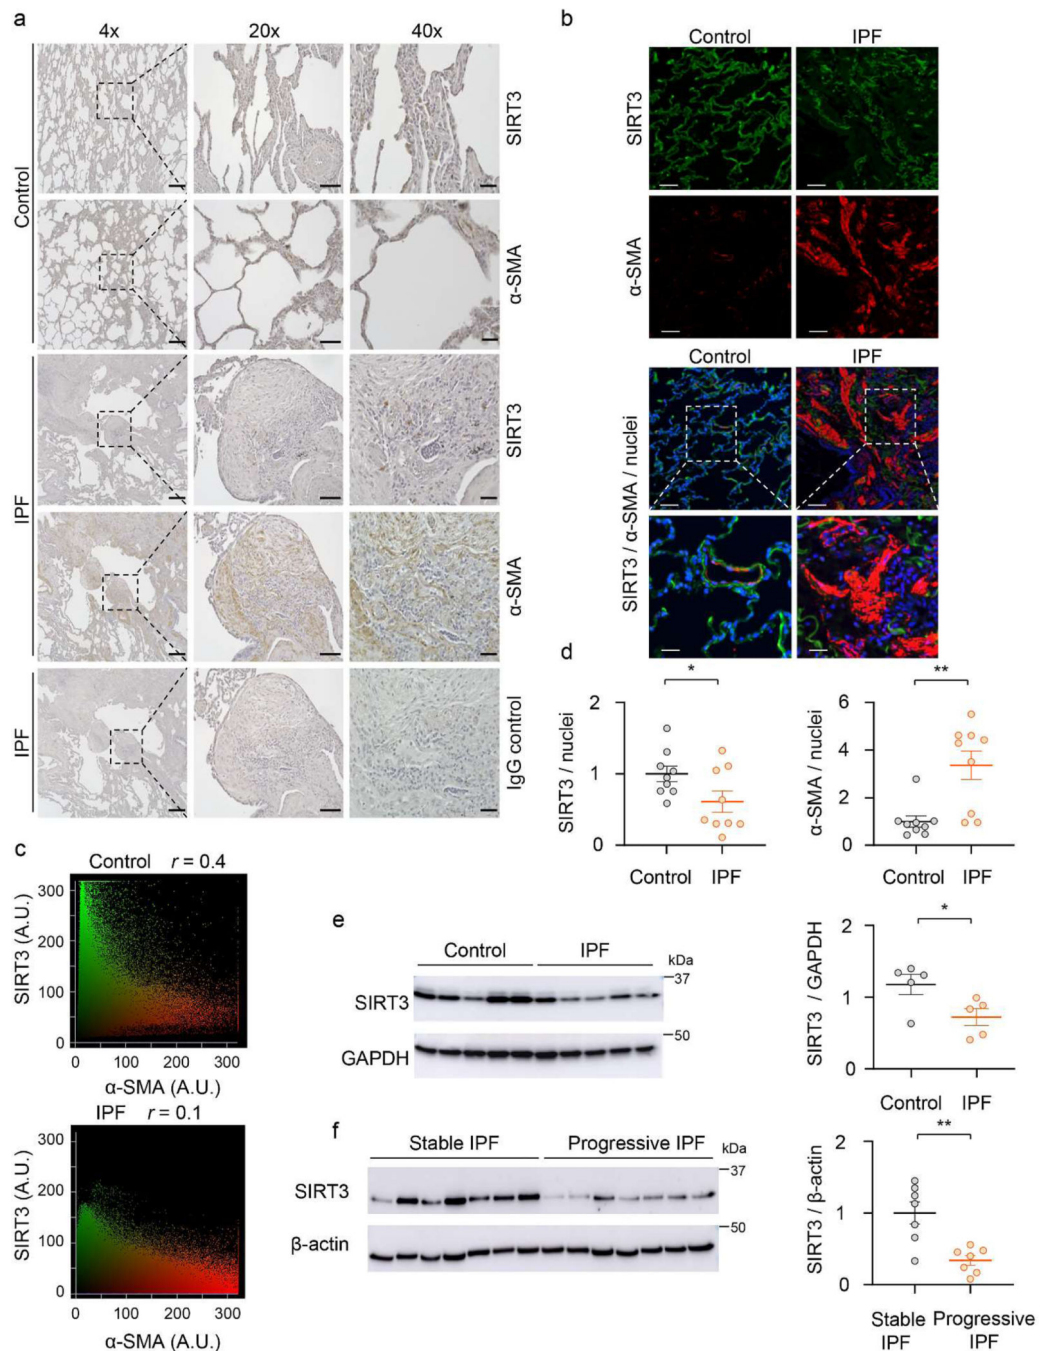 a
4x
20x
40x
Control
SIRT3
α-SMA
IPF
SIRT3
α-SMA
IPF
IgG control
b
Control
IPF
SIRT3
α-SMA
Control
IPF
SIRT3 / α-SMA / nuclei
c
Control r = 0.4
SIRT3 (A.U.)
300
200
100
0
0 100 200 300
α-SMA (A.U.)
IPF r = 0.1
SIRT3 (A.U.)
300
200
100
0
0 100 200 300
α-SMA (A.U.)
d
*
SIRT3 / nuclei
2
1
0
Control IPF
**
α-SMA / nuclei
6
4
2
0
Control IPF
e
Control IPF
kDa
37
SIRT3
50
GAPDH
*
SIRT3 / GAPDH
2
1
0
Control IPF
f
Stable IPF Progressive IPF
kDa
37
SIRT3
50
β-actin
**
SIRT3 / β-actin
2
1
0
Stable Progressive
IPF IPF